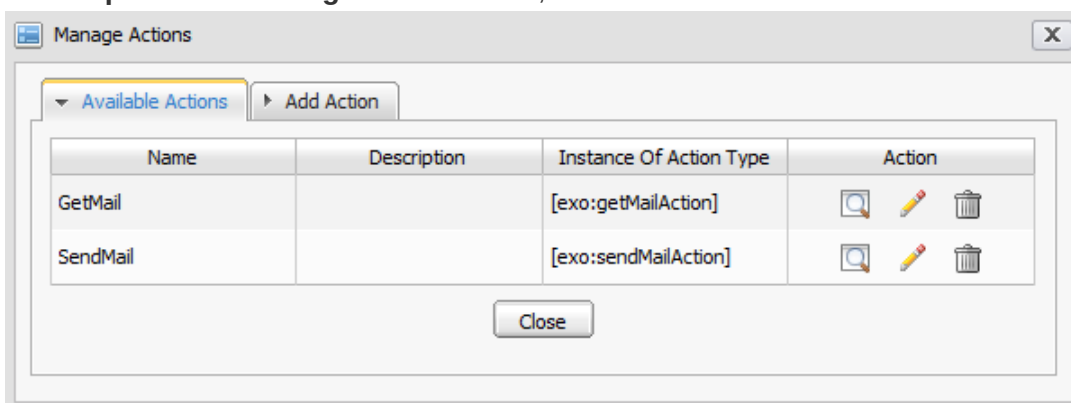 Manage Actions
X
Available Actions
Add Action
Name Description Instance Of Action Type Action
GetMail [exo:getMailAction]
SendMail [exo:sendMailAction]
Close